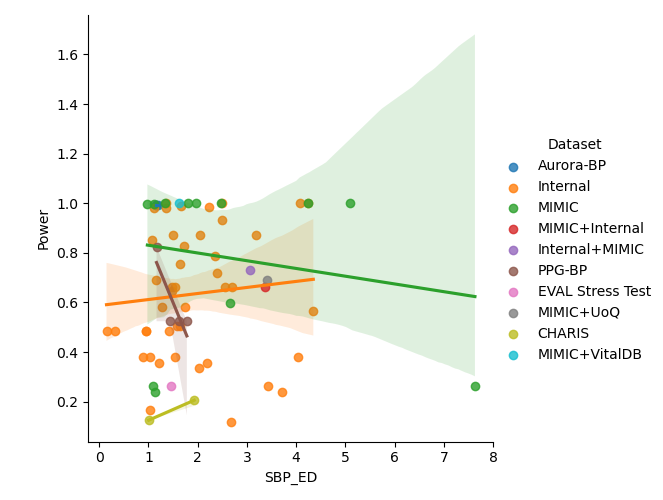 1.6
1.4
1.2
1.0
0.8
0.6
0.4
0.2
Power
0 1 2 3 4 5 6 7 8
SBP_ED
Dataset
Aurora-BP
Internal
MIMIC
MIMIC+Internal
Internal+MIMIC
PPG-BP
EVAL Stress Test
MIMIC+UoQ
CHARIS
MIMIC+VitalDB